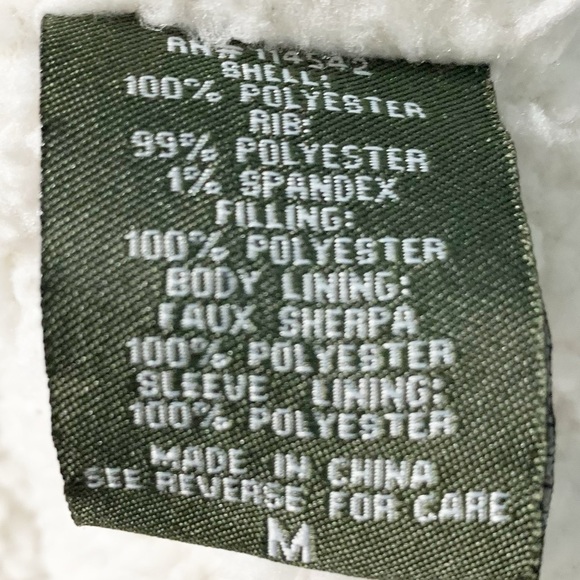 RN# 114542
SHELL:
100% POLYESTER
RIB:
99% POLYESTER
1% SPANDEX
FILLING:
100% POLYESTER
BODY LINING:
FAUX SHERPA
100% POLYESTER
SLEEVE LINING:
100% POLYESTER
MADE IN CHINA
SEE REVERSE FOR CARE
M